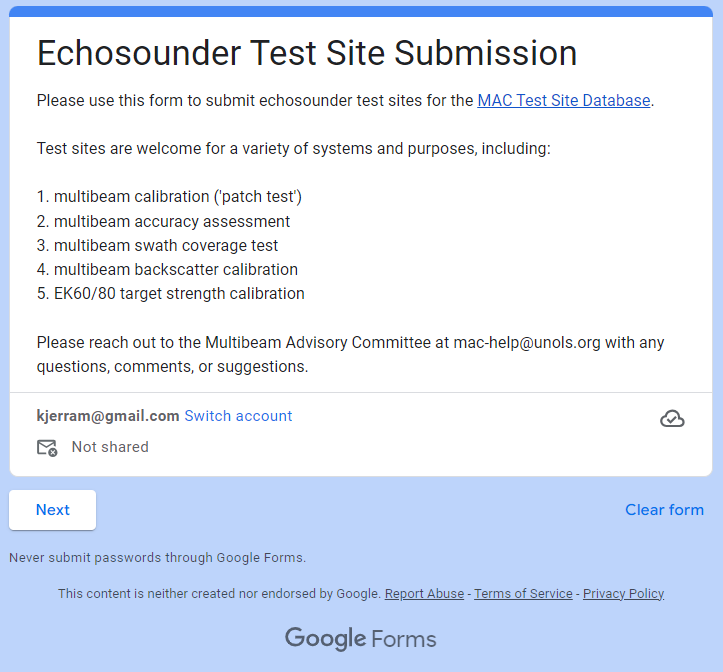 Echosounder Test Site Submission
Please use this form to submit echosounder test sites for the MAC Test Site Database.
Test sites are welcome for a variety of systems and purposes, including:
1. multibeam calibration ('patch test')
2. multibeam accuracy assessment
3. multibeam swath coverage test
4. multibeam backscatter calibration
5. EK60/80 target strength calibration
Please reach out to the Multibeam Advisory Committee at mac-help@unols.org with any
questions, comments, or suggestions.
kjerram@gmail.com Switch account
Not shared
Next Clear form
Never submit passwords through Google Forms.
This content is neither created nor endorsed by Google. Report Abuse - Terms of Service - Privacy Policy
Google Forms